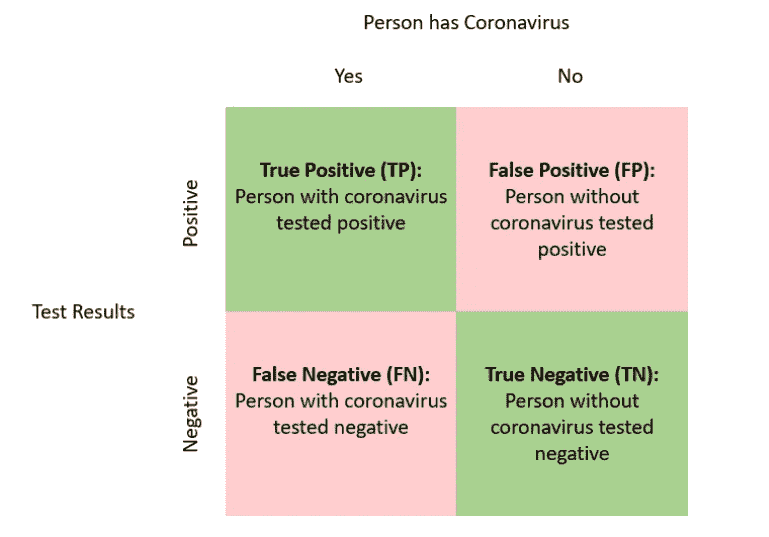 Person has Coronavirus
Yes
No
Positive
True Positive (TP):
Person with coronavirus
tested positive
False Positive (FP):
Person without
coronavirus tested
positive
Test Results
Negative
False Negative (FN):
Person with coronavirus
tested negative
True Negative (TN):
Person without
coronavirus tested
negative